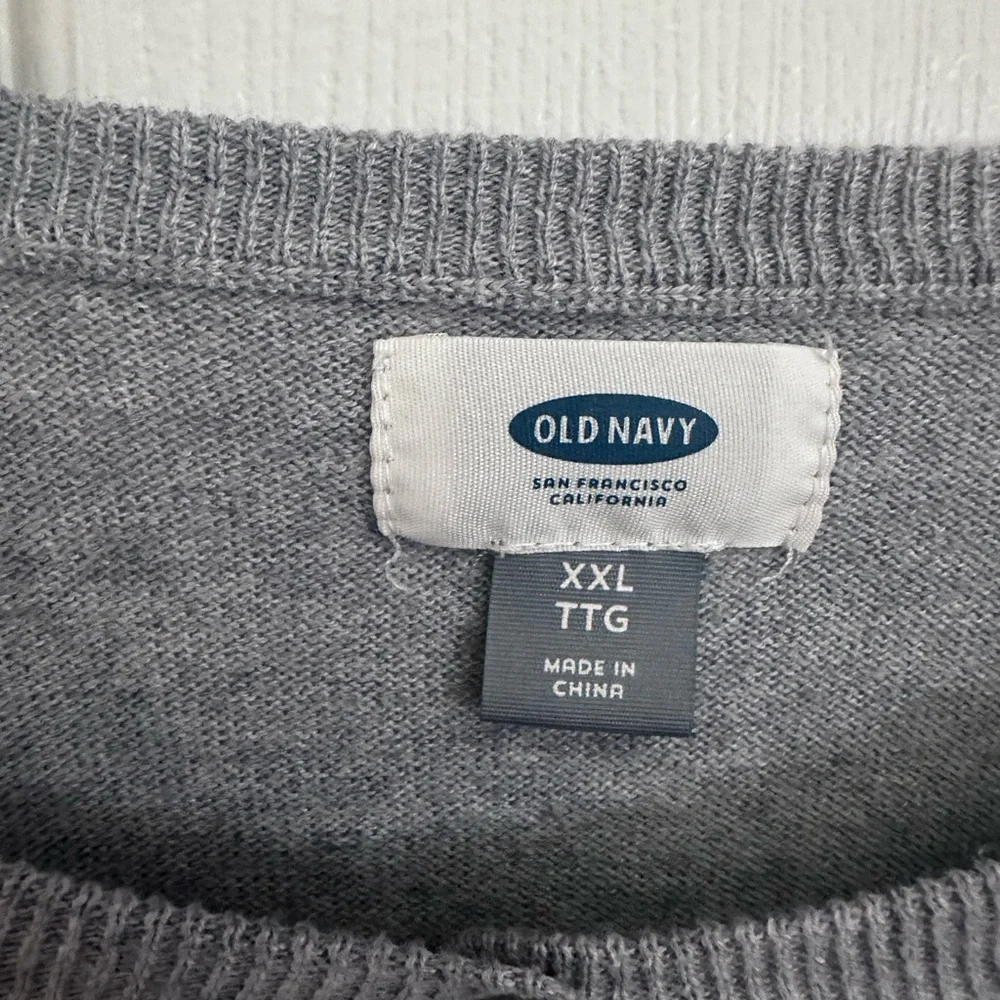 OLD NAVY
SAN FRANCISCO
CALIFORNIA
XXL
TTG
MADE IN
CHINA